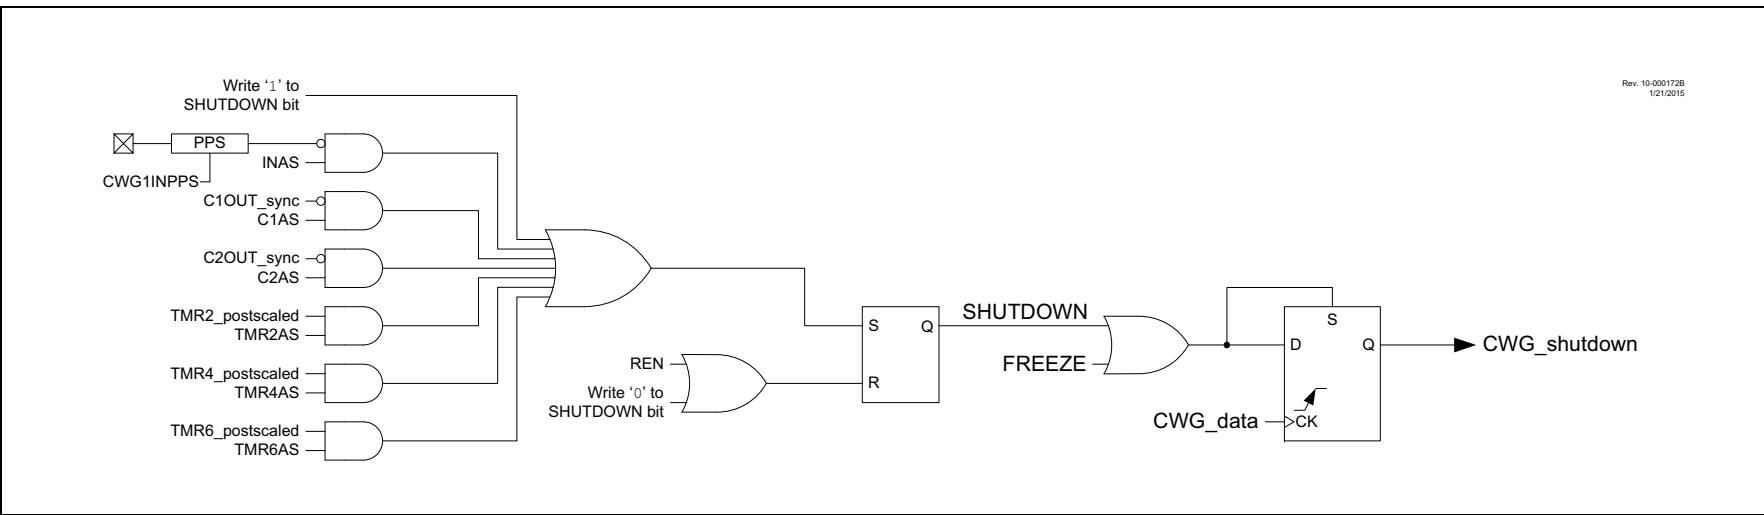 Write ‘1’ to
SHUTDOWN bit
Rev. 10-000172B
1/21/2015
PPS
INAS
CWG1INPPS
C1OUT_sync
C1AS
C2OUT_sync
C2AS
TMR2_postscaled
TMR2AS
TMR4_postscaled
TMR4AS
TMR6_postscaled
TMR6AS
REN
Write ‘0’ to
SHUTDOWN bit
S
Q
R
SHUTDOWN
FREEZE
S
D
Q
CK
CWG_data
CWG_shutdown